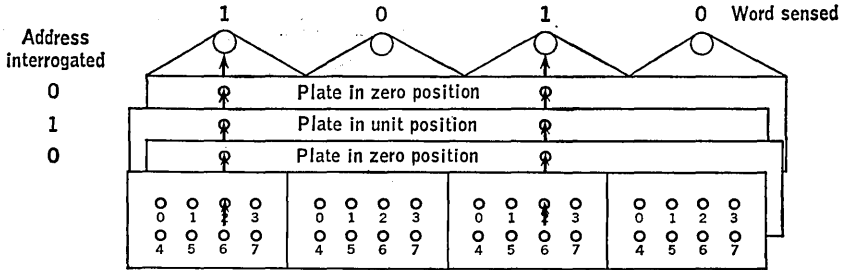 1 0 1 0 Word sensed
Address
interrogated
0 Plate in zero position
1 Plate in unit position
0 Plate in zero position
0 1 2 3 0 1 2 3 0 1 2 3 0 1 2 3
4 5 6 7 4 5 6 7 4 5 6 7 4 5 6 7